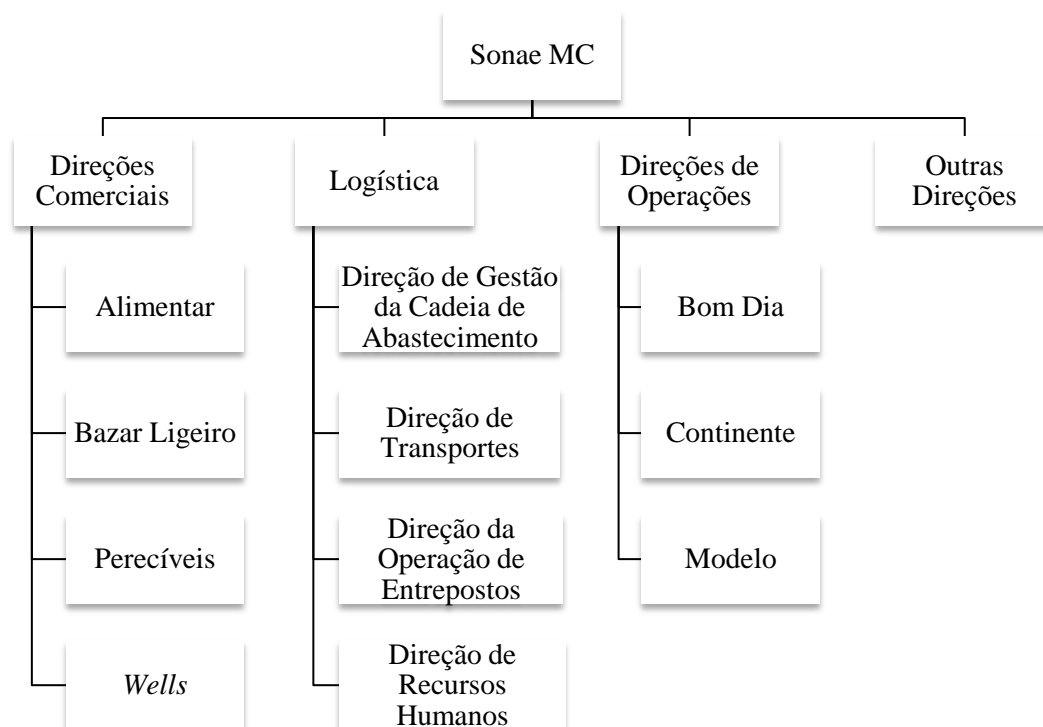 Sonae MC
Direções
Comerciais
Logística
Direções de
Operações
Outras
Direções
Alimentar
Direção de Gestão
da Cadeia de
Abastecimento
Bom Dia
Bazar Ligeiro
Direção de
Transportes
Continente
Perecíveis
Direção da
Operação de
Entrepostos
Modelo
Wells
Direção de
Recursos
Humanos